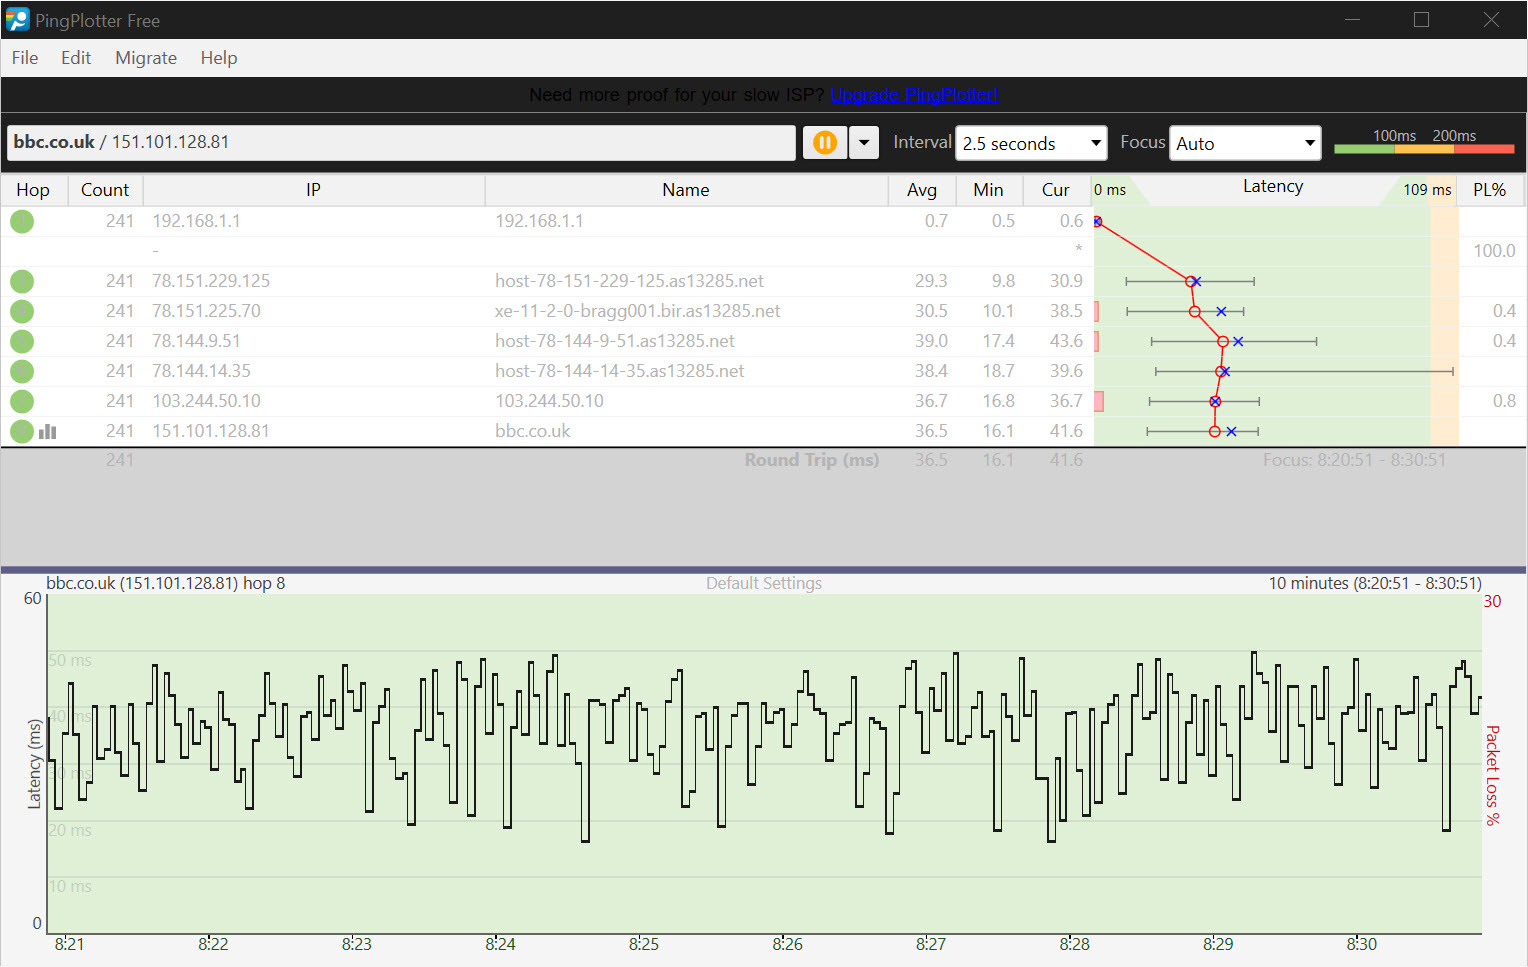 PingPlotter Free
File Edit Migrate Help
Need more proof for your slow ISP? Upgrade PingPlotter!
bbc.co.uk / 151.101.128.81 Interval 2.5 seconds Focus Auto 100ms 200ms
Hop Count IP Name Avg Min Cur 0 ms Latency 109 ms PL%
241 192.168.1.1 192.168.1.1 0.7 0.5 0.6
- * 100.0
241 78.151.229.125 host-78-151-229-125.as13285.net 29.3 9.8 30.9
241 78.151.225.70 xe-11-2-0-bragg001.bir.as13285.net 30.5 10.1 38.5 0.4
241 78.144.9.51 host-78-144-9-51.as13285.net 39.0 17.4 43.6 0.4
241 78.144.14.35 host-78-144-14-35.as13285.net 38.4 18.7 39.6
241 103.244.50.10 103.244.50.10 36.7 16.8 36.7 0.8
241 151.101.128.81 bbc.co.uk 36.5 16.1 41.6
241 Round Trip (ms) 36.5 16.1 41.6 Focus: 8:20:51 - 8:30:51
bbc.co.uk (151.101.128.81) hop 8 Default Settings 10 minutes (8:20:51 - 8:30:51)
60 30
50 ms
40 ms
30 ms
20 ms
10 ms
0
Latency (ms)
Packet Loss %
8:21 8:22 8:23 8:24 8:25 8:26 8:27 8:28 8:29 8:30